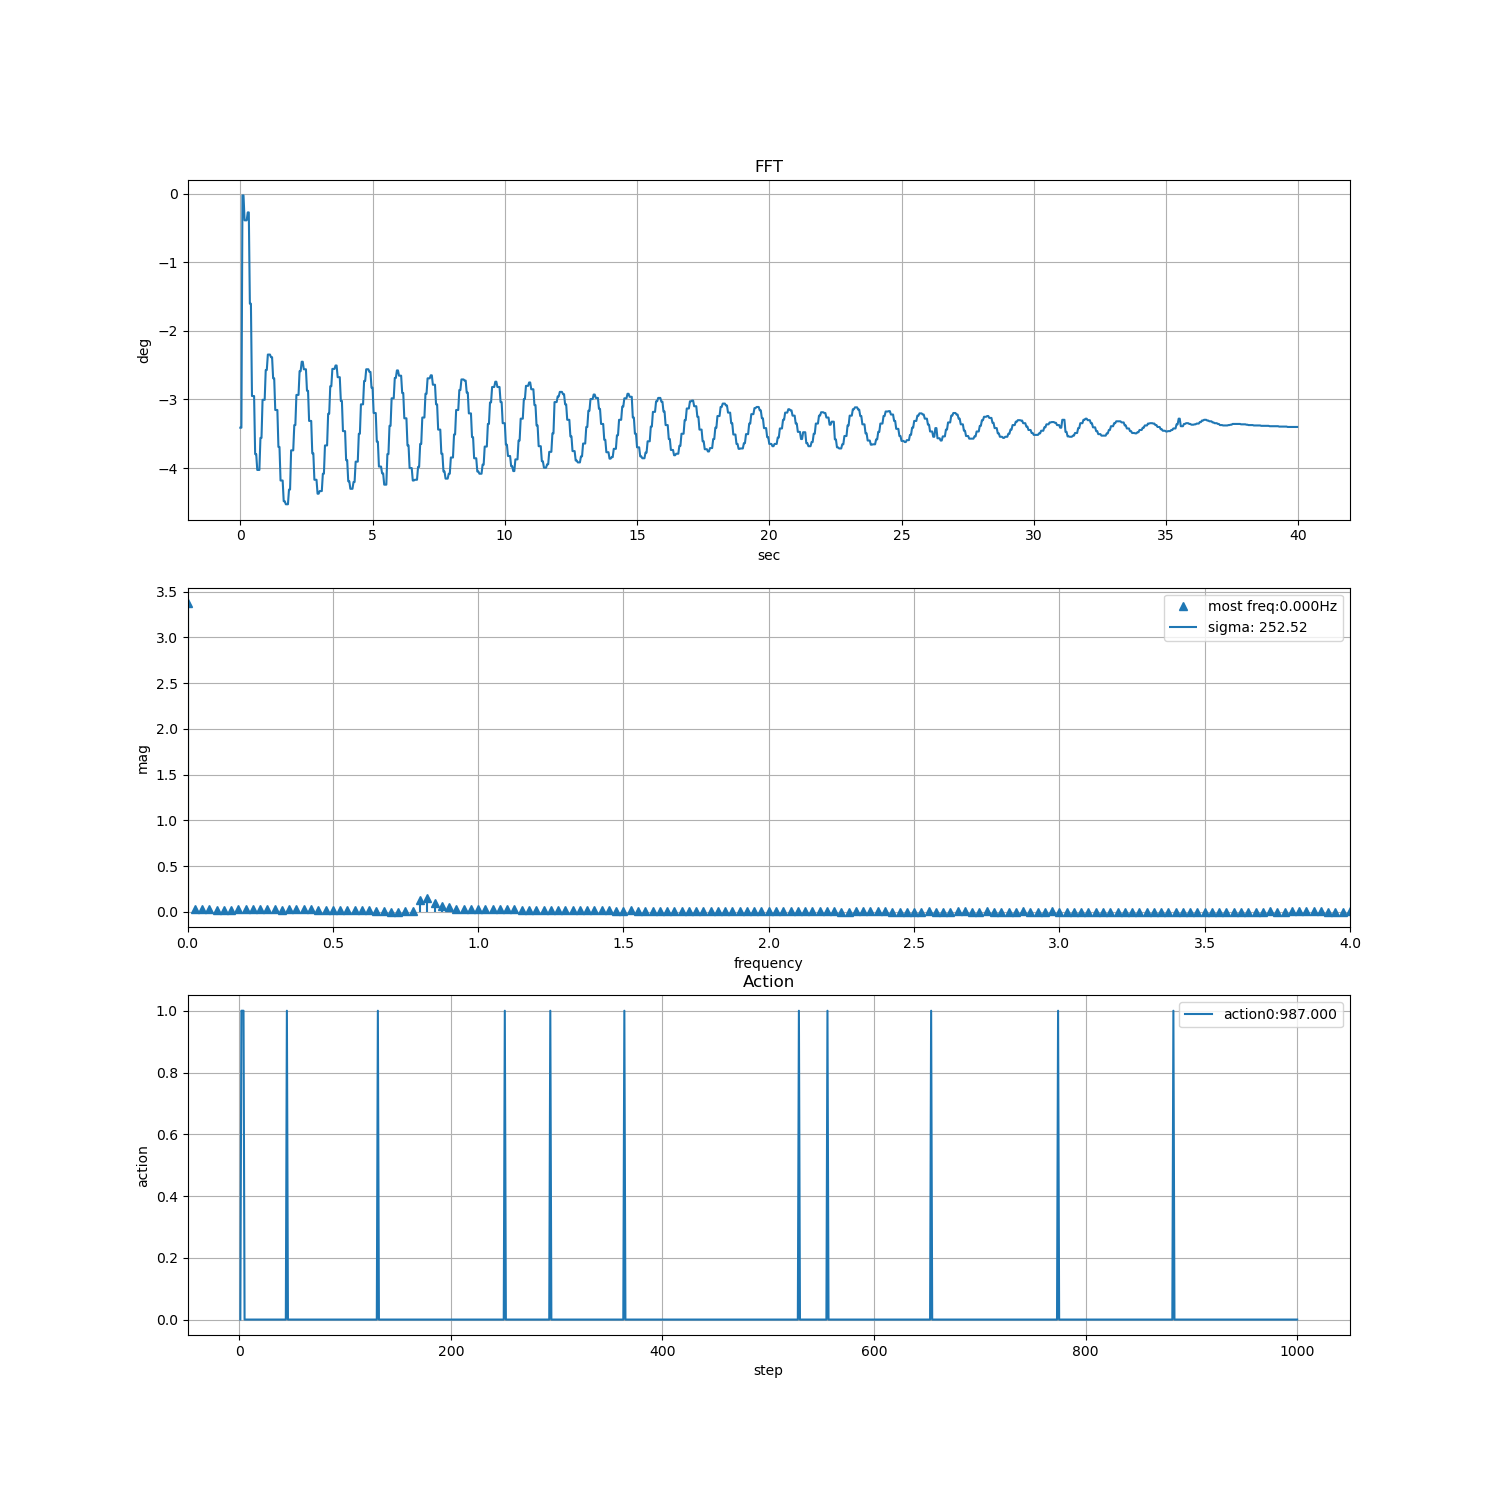 FFT
0
−1
−2
−3
−4
deg
0 5 10 15 20 25 30 35 40
sec
3.5
3.0
2.5
2.0
1.5
1.0
0.5
0.0
mag
most freq:0.000Hz
sigma: 252.52
0.0 0.5 1.0 1.5 2.0 2.5 3.0 3.5 4.0
frequency
Action
1.0
0.8
0.6
0.4
0.2
0.0
action
action0:987.000
0 200 400 600 800 1000
step